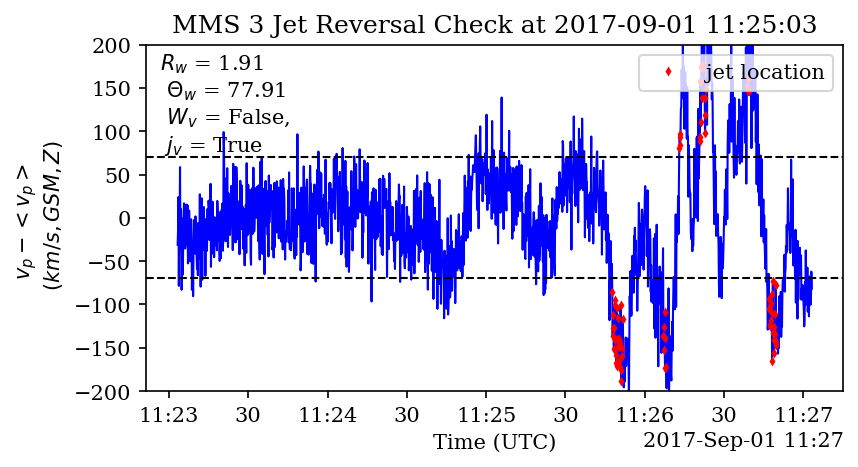 MMS 3 Jet Reversal Check at 2017-09-01 11:25:03
R_w = 1.91
Θ_w = 77.91
W_v = False,
j_v = True
jet location
v_p − < v_p >
(km/s, GSM, Z)
200
150
100
50
0
−50
−100
−150
−200
11:23 30 11:24 30 11:25 30 11:26 30 11:27
Time (UTC)
2017-Sep-01 11:27